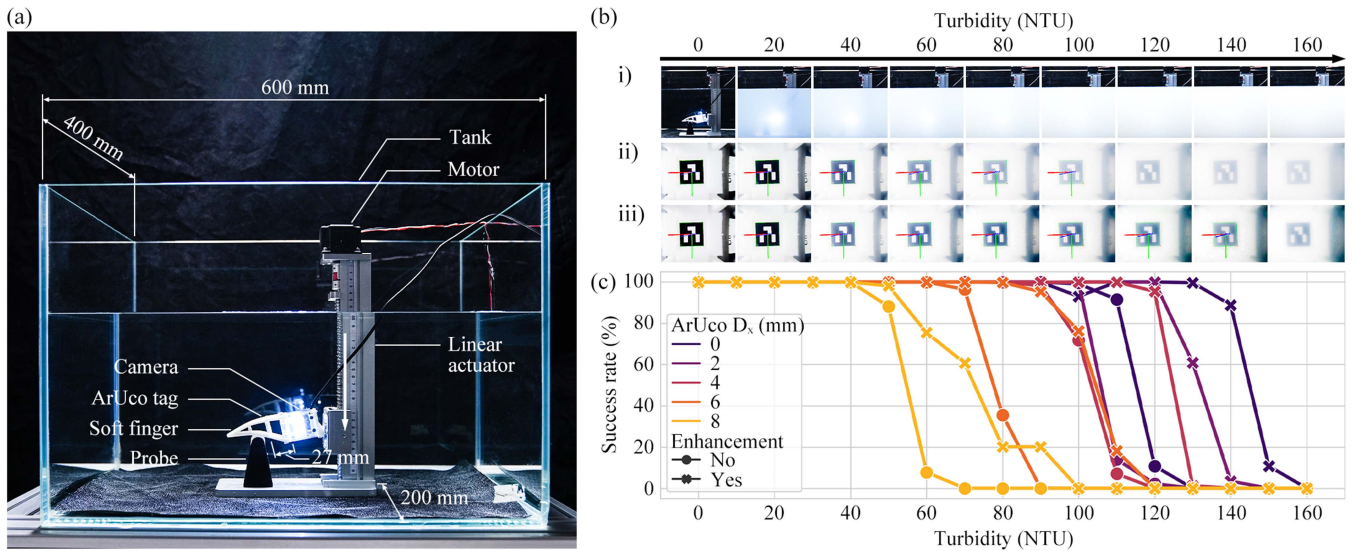 (a)
600 mm
400 mm
Tank
Motor
Linear
actuator
Camera
ArUco tag
Soft finger
Probe
27 mm
200 mm
(b)
Turbidity (NTU)
0 20 40 60 80 100 120 140 160
i)
ii)
iii)
(c)
Success rate (%)
100
80
60
40
20
0
ArUco Dₓ (mm)
0
2
4
6
8
Enhancement
No
Yes
0 20 40 60 80 100 120 140 160
Turbidity (NTU)